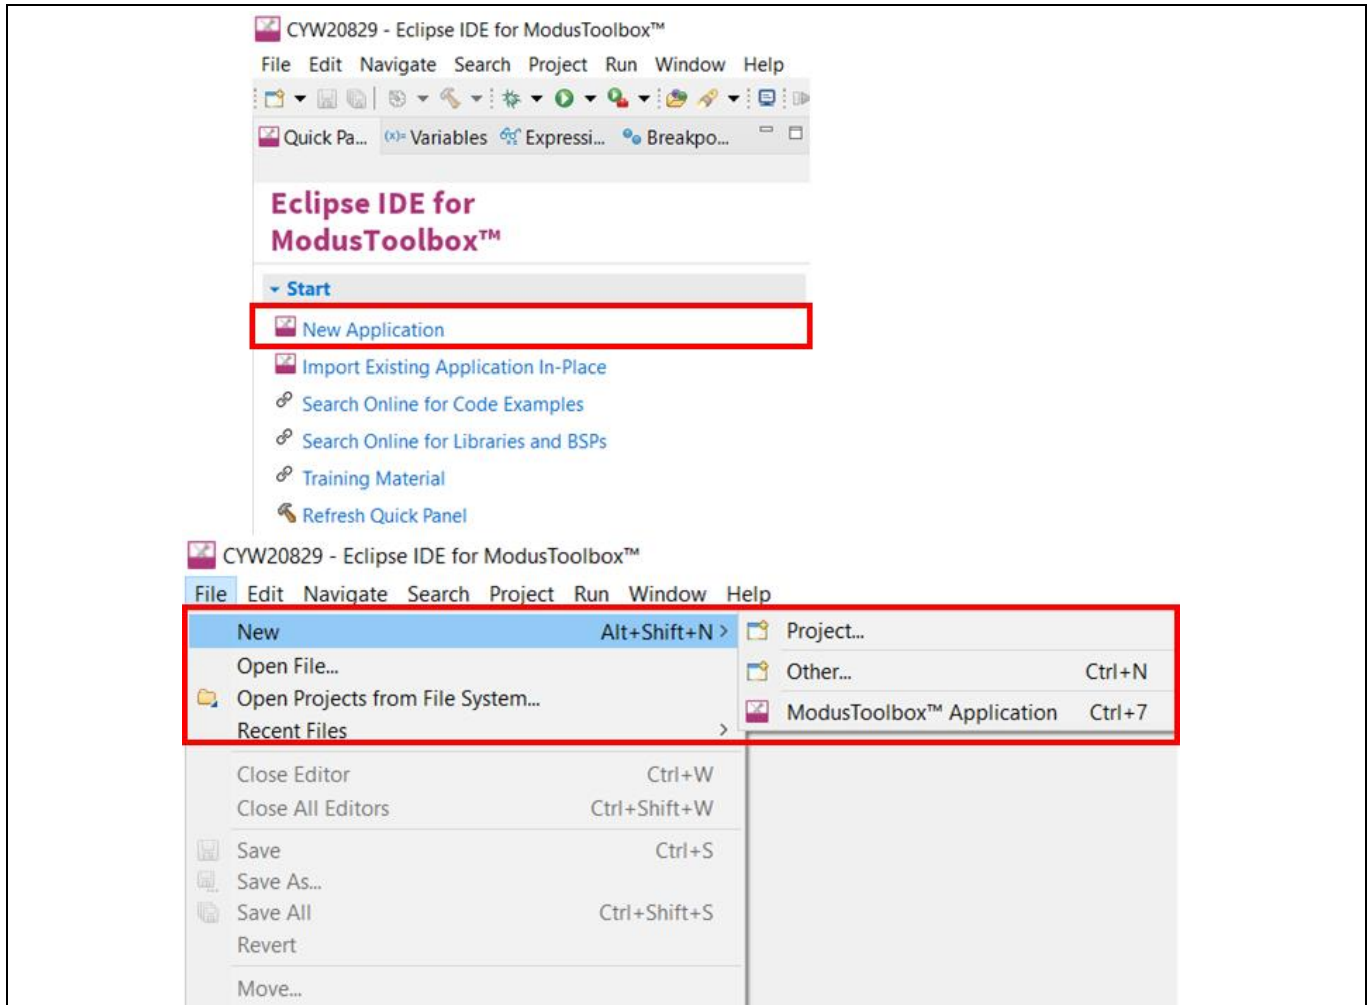 CYW20829 - Eclipse IDE for ModusToolbox™
File Edit Navigate Search Project Run Window Help
Quick Pa... (x)= Variables Expressi... Breakpo...
Eclipse IDE for
ModusToolbox™
Start
New Application
Import Existing Application In-Place
Search Online for Code Examples
Search Online for Libraries and BSPs
Training Material
Refresh Quick Panel
CYW20829 - Eclipse IDE for ModusToolbox™
File Edit Navigate Search Project Run Window Help
New Alt+Shift+N > Project...
Open File... Other... Ctrl+N
Open Projects from File System...
ModusToolbox™ Application Ctrl+7
Recent Files >
Close Editor Ctrl+W
Close All Editors Ctrl+Shift+W
Save Ctrl+S
Save As...
Save All Ctrl+Shift+S
Revert
Move...